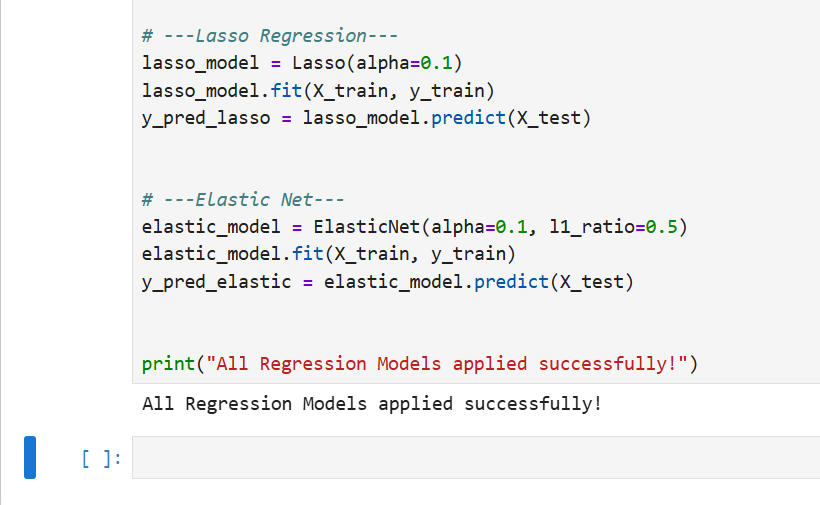 # ---Lasso Regression---
lasso_model = Lasso(alpha=0.1)
lasso_model.fit(X_train, y_train)
y_pred_lasso = lasso_model.predict(X_test)
# ---Elastic Net---
elastic_model = ElasticNet(alpha=0.1, l1_ratio=0.5)
elastic_model.fit(X_train, y_train)
y_pred_elastic = elastic_model.predict(X_test)
print("All Regression Models applied successfully!")
All Regression Models applied successfully!
[ ]: